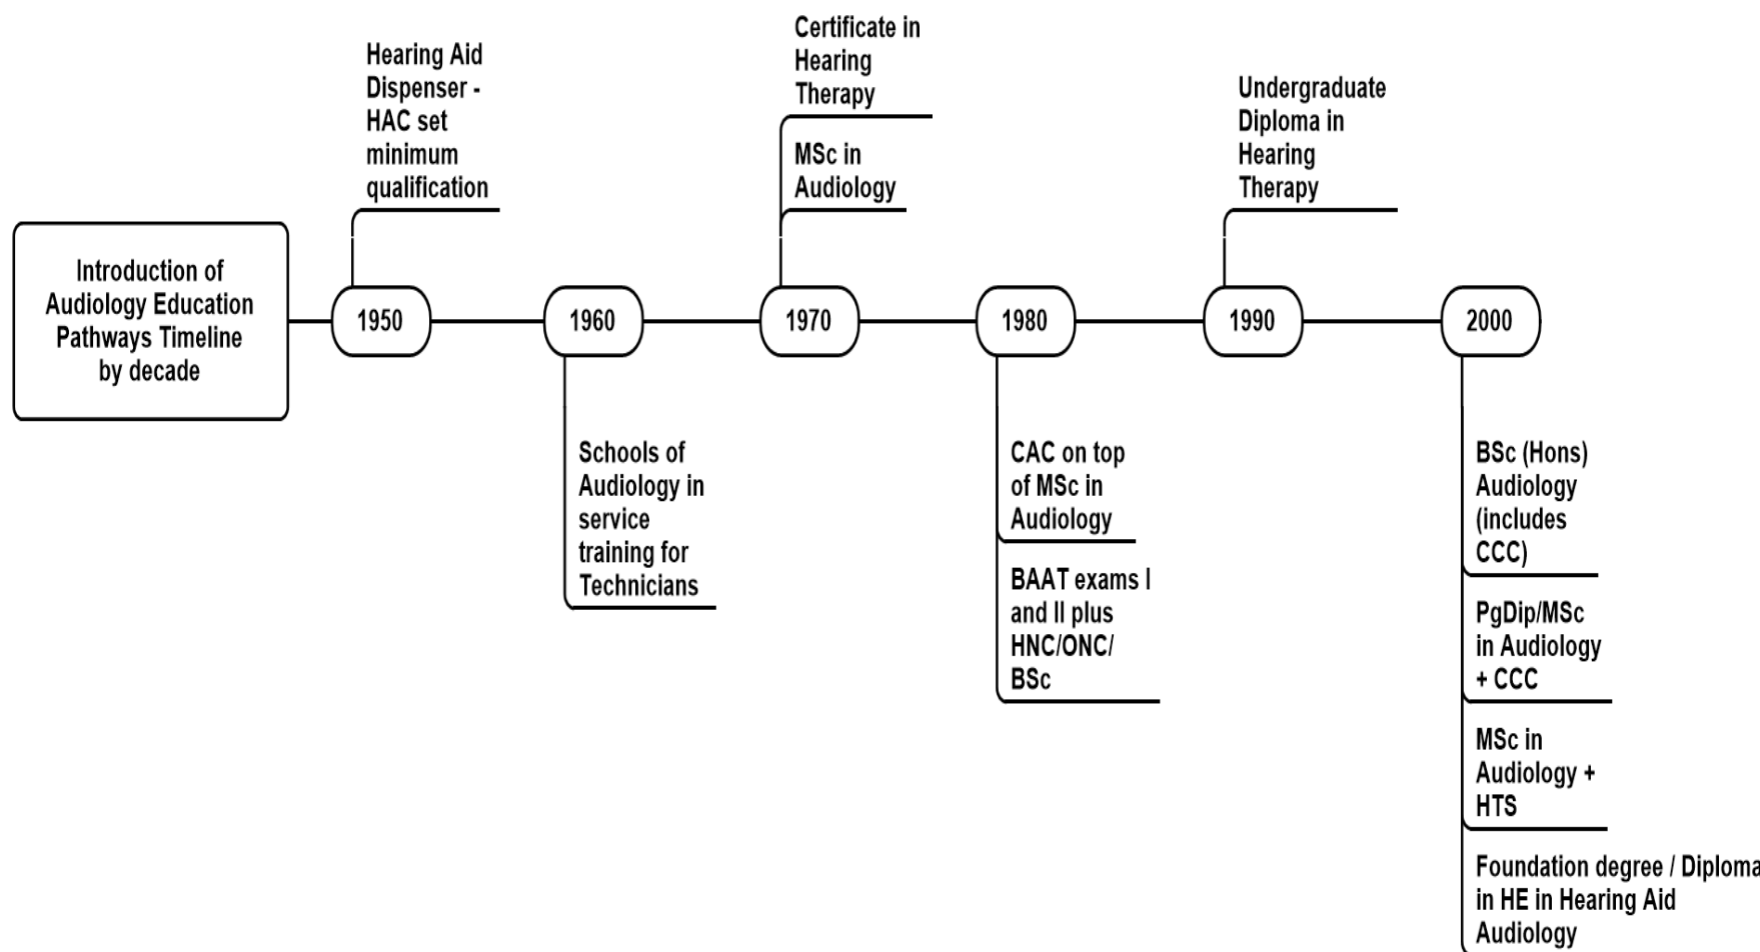 Introduction of
Audiology Education
Pathways Timeline
by decade
1950
Hearing Aid
Dispenser -
HAC set
minimum
qualification
1960
Schools of
Audiology in
service
training for
Technicians
1970
Certificate in
Hearing
Therapy
MSc in
Audiology
1980
CAC on top
of MSc in
Audiology
BAAT exams I
and II plus
HNC/ONC/
BSc
1990
Undergraduate
Diploma in
Hearing
Therapy
2000
BSc (Hons)
Audiology
(includes
CCC)
PgDip/MSc
in Audiology
+ CCC
MSc in
Audiology +
HTS
Foundation degree / Diploma
in HE in Hearing Aid
Audiology